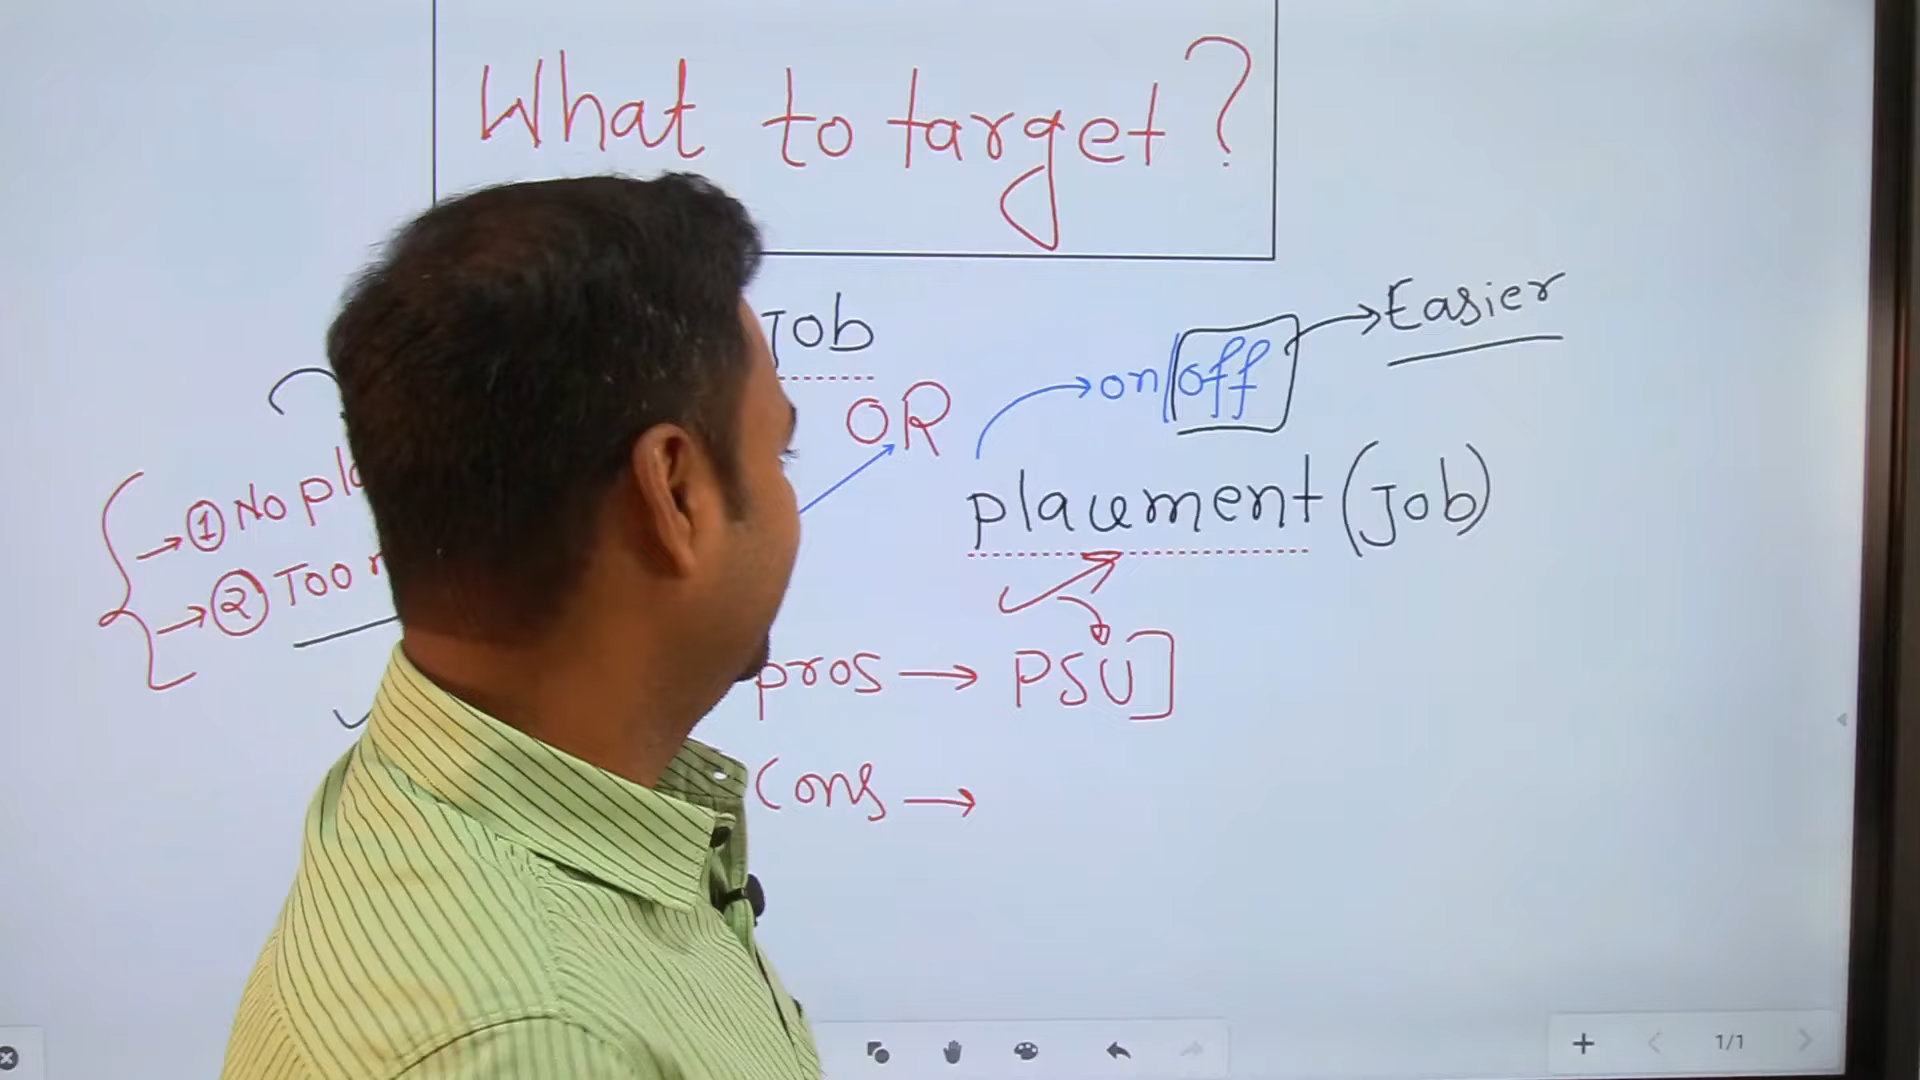 What to target?
Job
Easier
on/off
OR
① No
placement (Job)
② Too
pros → PSU]
Cons →
1/1